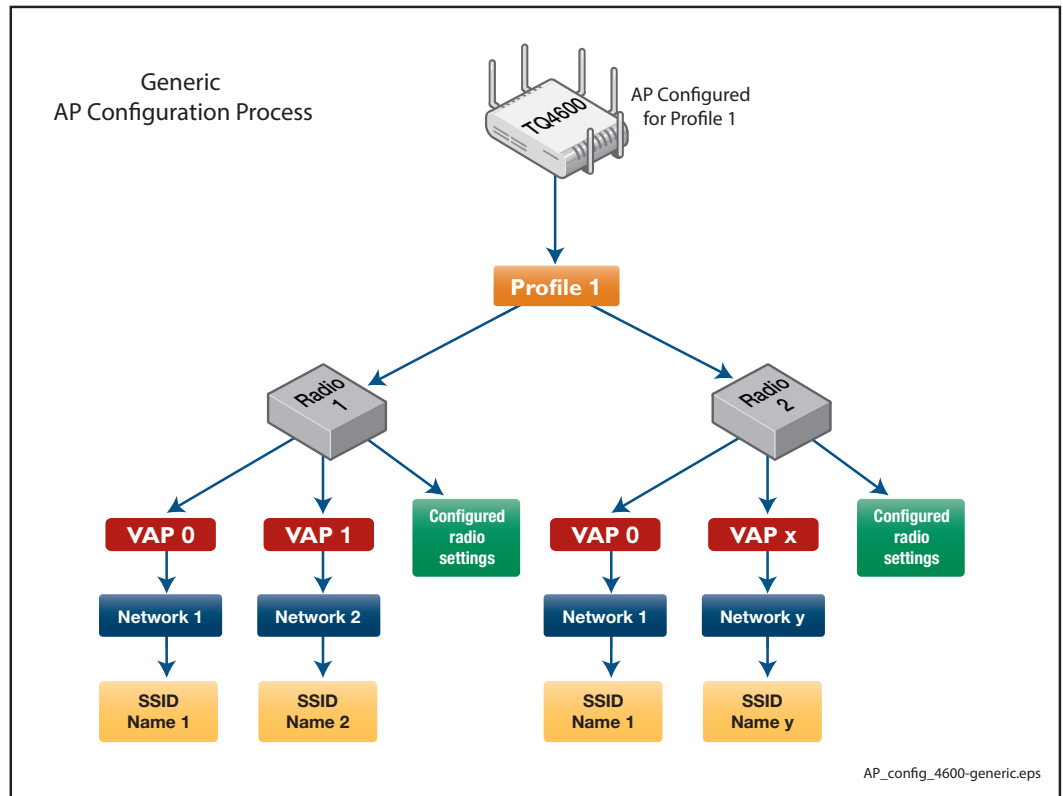 Generic
AP Configuration Process
TQ4600
AP Configured
for Profile 1
Profile 1
Radio
1
Radio
2
VAP 0
VAP 1
Configured
radio
settings
VAP 0
VAP x
Configured
radio
settings
Network 1
Network 2
Network 1
Network y
SSID
Name 1
SSID
Name 2
SSID
Name 1
SSID
Name y
AP_config_4600-generic.eps